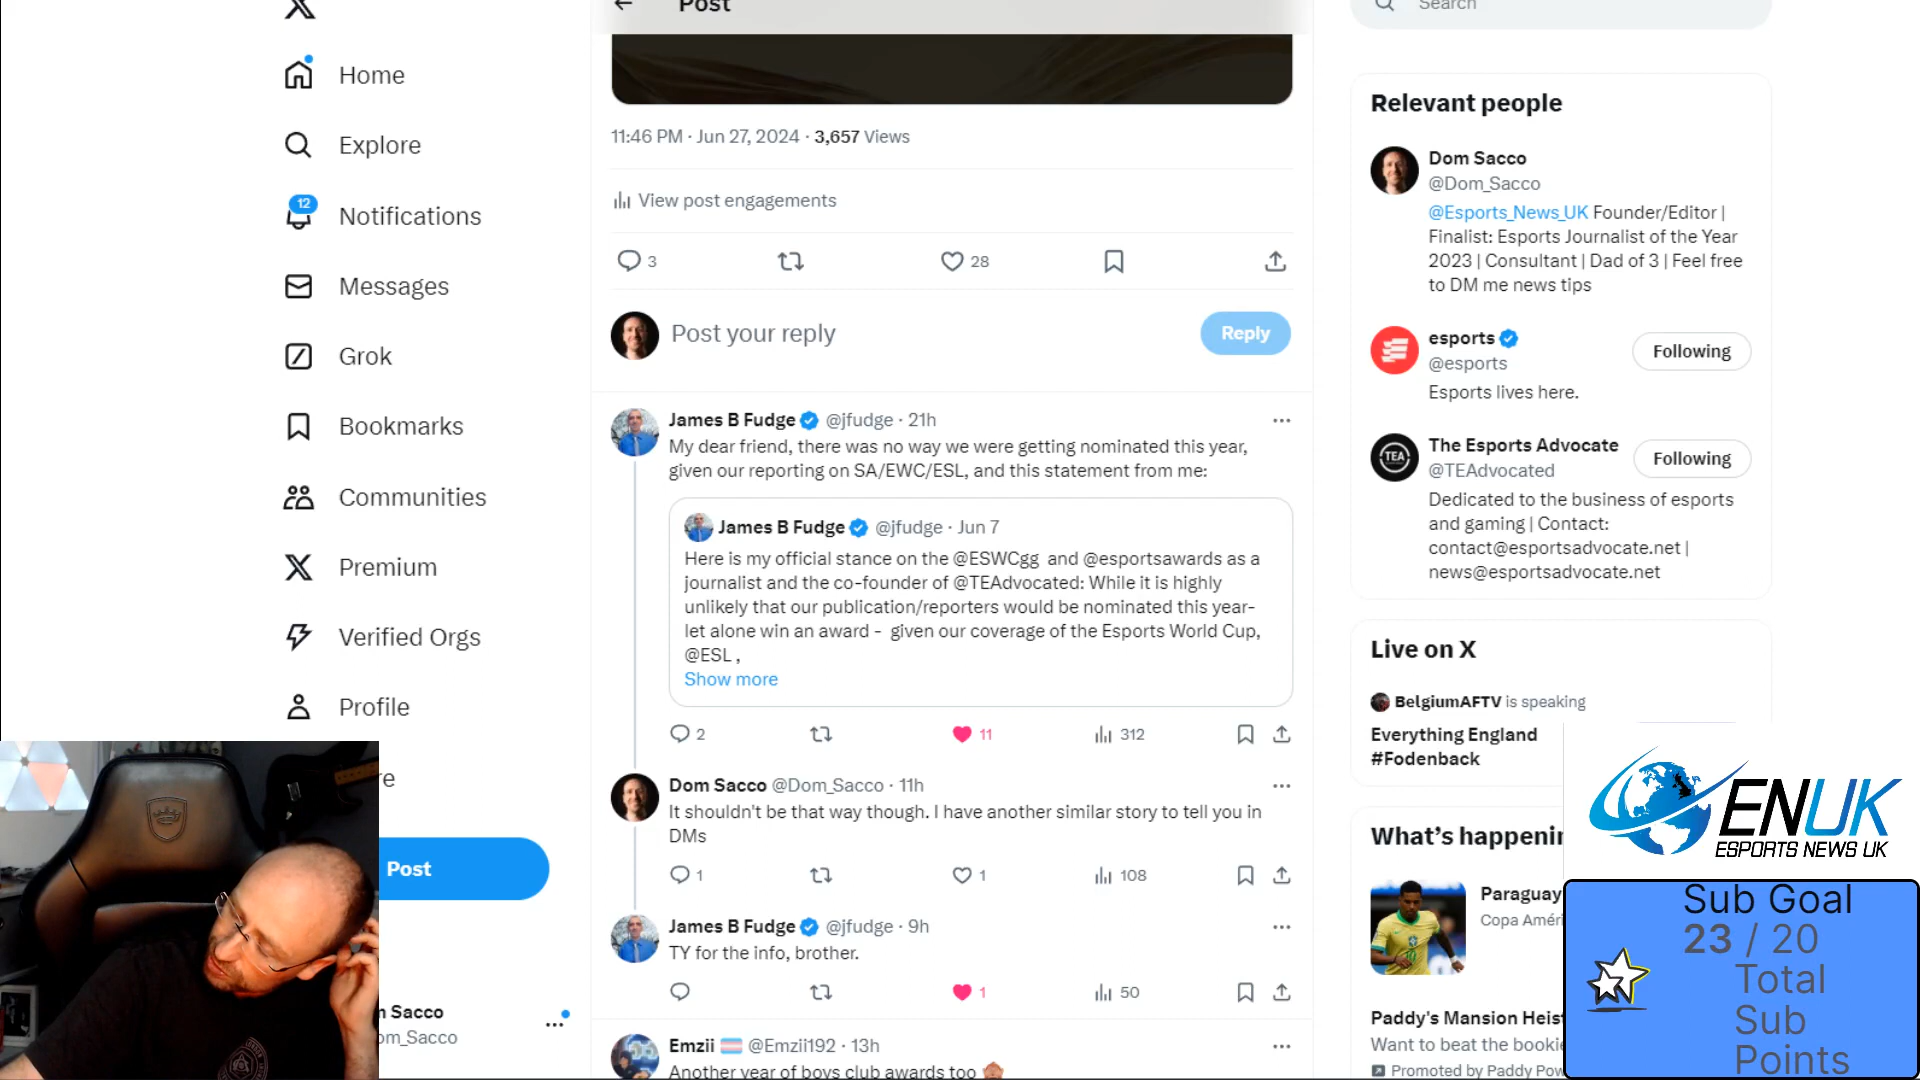 Post
Search
Home
Explore
12
Notifications
Messages
Grok
Bookmarks
Communities
Premium
Verified Orgs
Profile
re
Post
n Sacco
om_Sacco
11:46 PM · Jun 27, 2024 · 3,657 Views
View post engagements
3
28
Post your reply
Reply
James B Fudge @jfudge · 21h
My dear friend, there was no way we were getting nominated this year,
given our reporting on SA/EWC/ESL, and this statement from me:
James B Fudge @jfudge · Jun 7
Here is my official stance on the @ESWCgg and @esportsawards as a
journalist and the co-founder of @TEAdvocated: While it is highly
unlikely that our publication/reporters would be nominated this year-
let alone win an award - given our coverage of the Esports World Cup,
@ESL ,
Show more
2
11
312
Dom Sacco @Dom_Sacco · 11h
It shouldn't be that way though. I have another similar story to tell you in
DMs
1
1
108
James B Fudge @jfudge · 9h
TY for the info, brother.
1
50
Emzii @Emzii192 · 13h
Another year of boys club awards too
Relevant people
Dom Sacco
@Dom_Sacco
@Esports_News_UK Founder/Editor |
Finalist: Esports Journalist of the Year
2023 | Consultant | Dad of 3 | Feel free
to DM me news tips
esports
@esports
Following
Esports lives here.
TEA
The Esports Advocate
@TEAdvocated
Following
Dedicated to the business of esports
and gaming | Contact:
contact@esportsadvocate.net |
news@esportsadvocate.net
Live on X
BelgiumAFTV is speaking
Everything England
#Fodenback
What's happenin
Paraguay
Copa Améri
Paddy's Mansion Heist
Want to beat the bookie
Promoted by Paddy Pow
ENUK
ESPORTS NEWS UK
Sub Goal
23 / 20
Total
Sub
Points